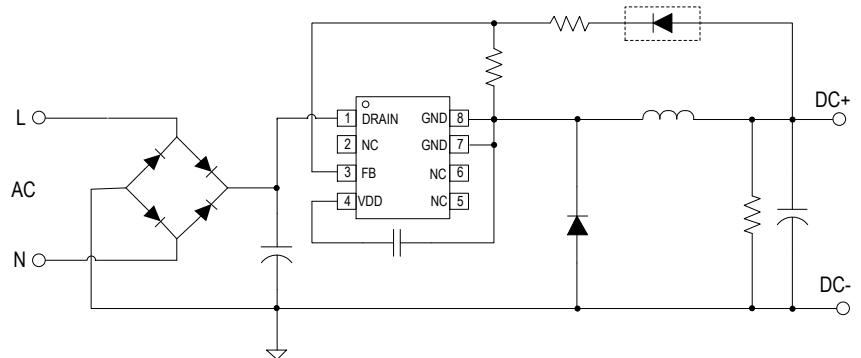 L
AC
N
1 DRAIN GND 8
2 NC GND 7
3 FB NC 6
4 VDD NC 5
DC+
DC-